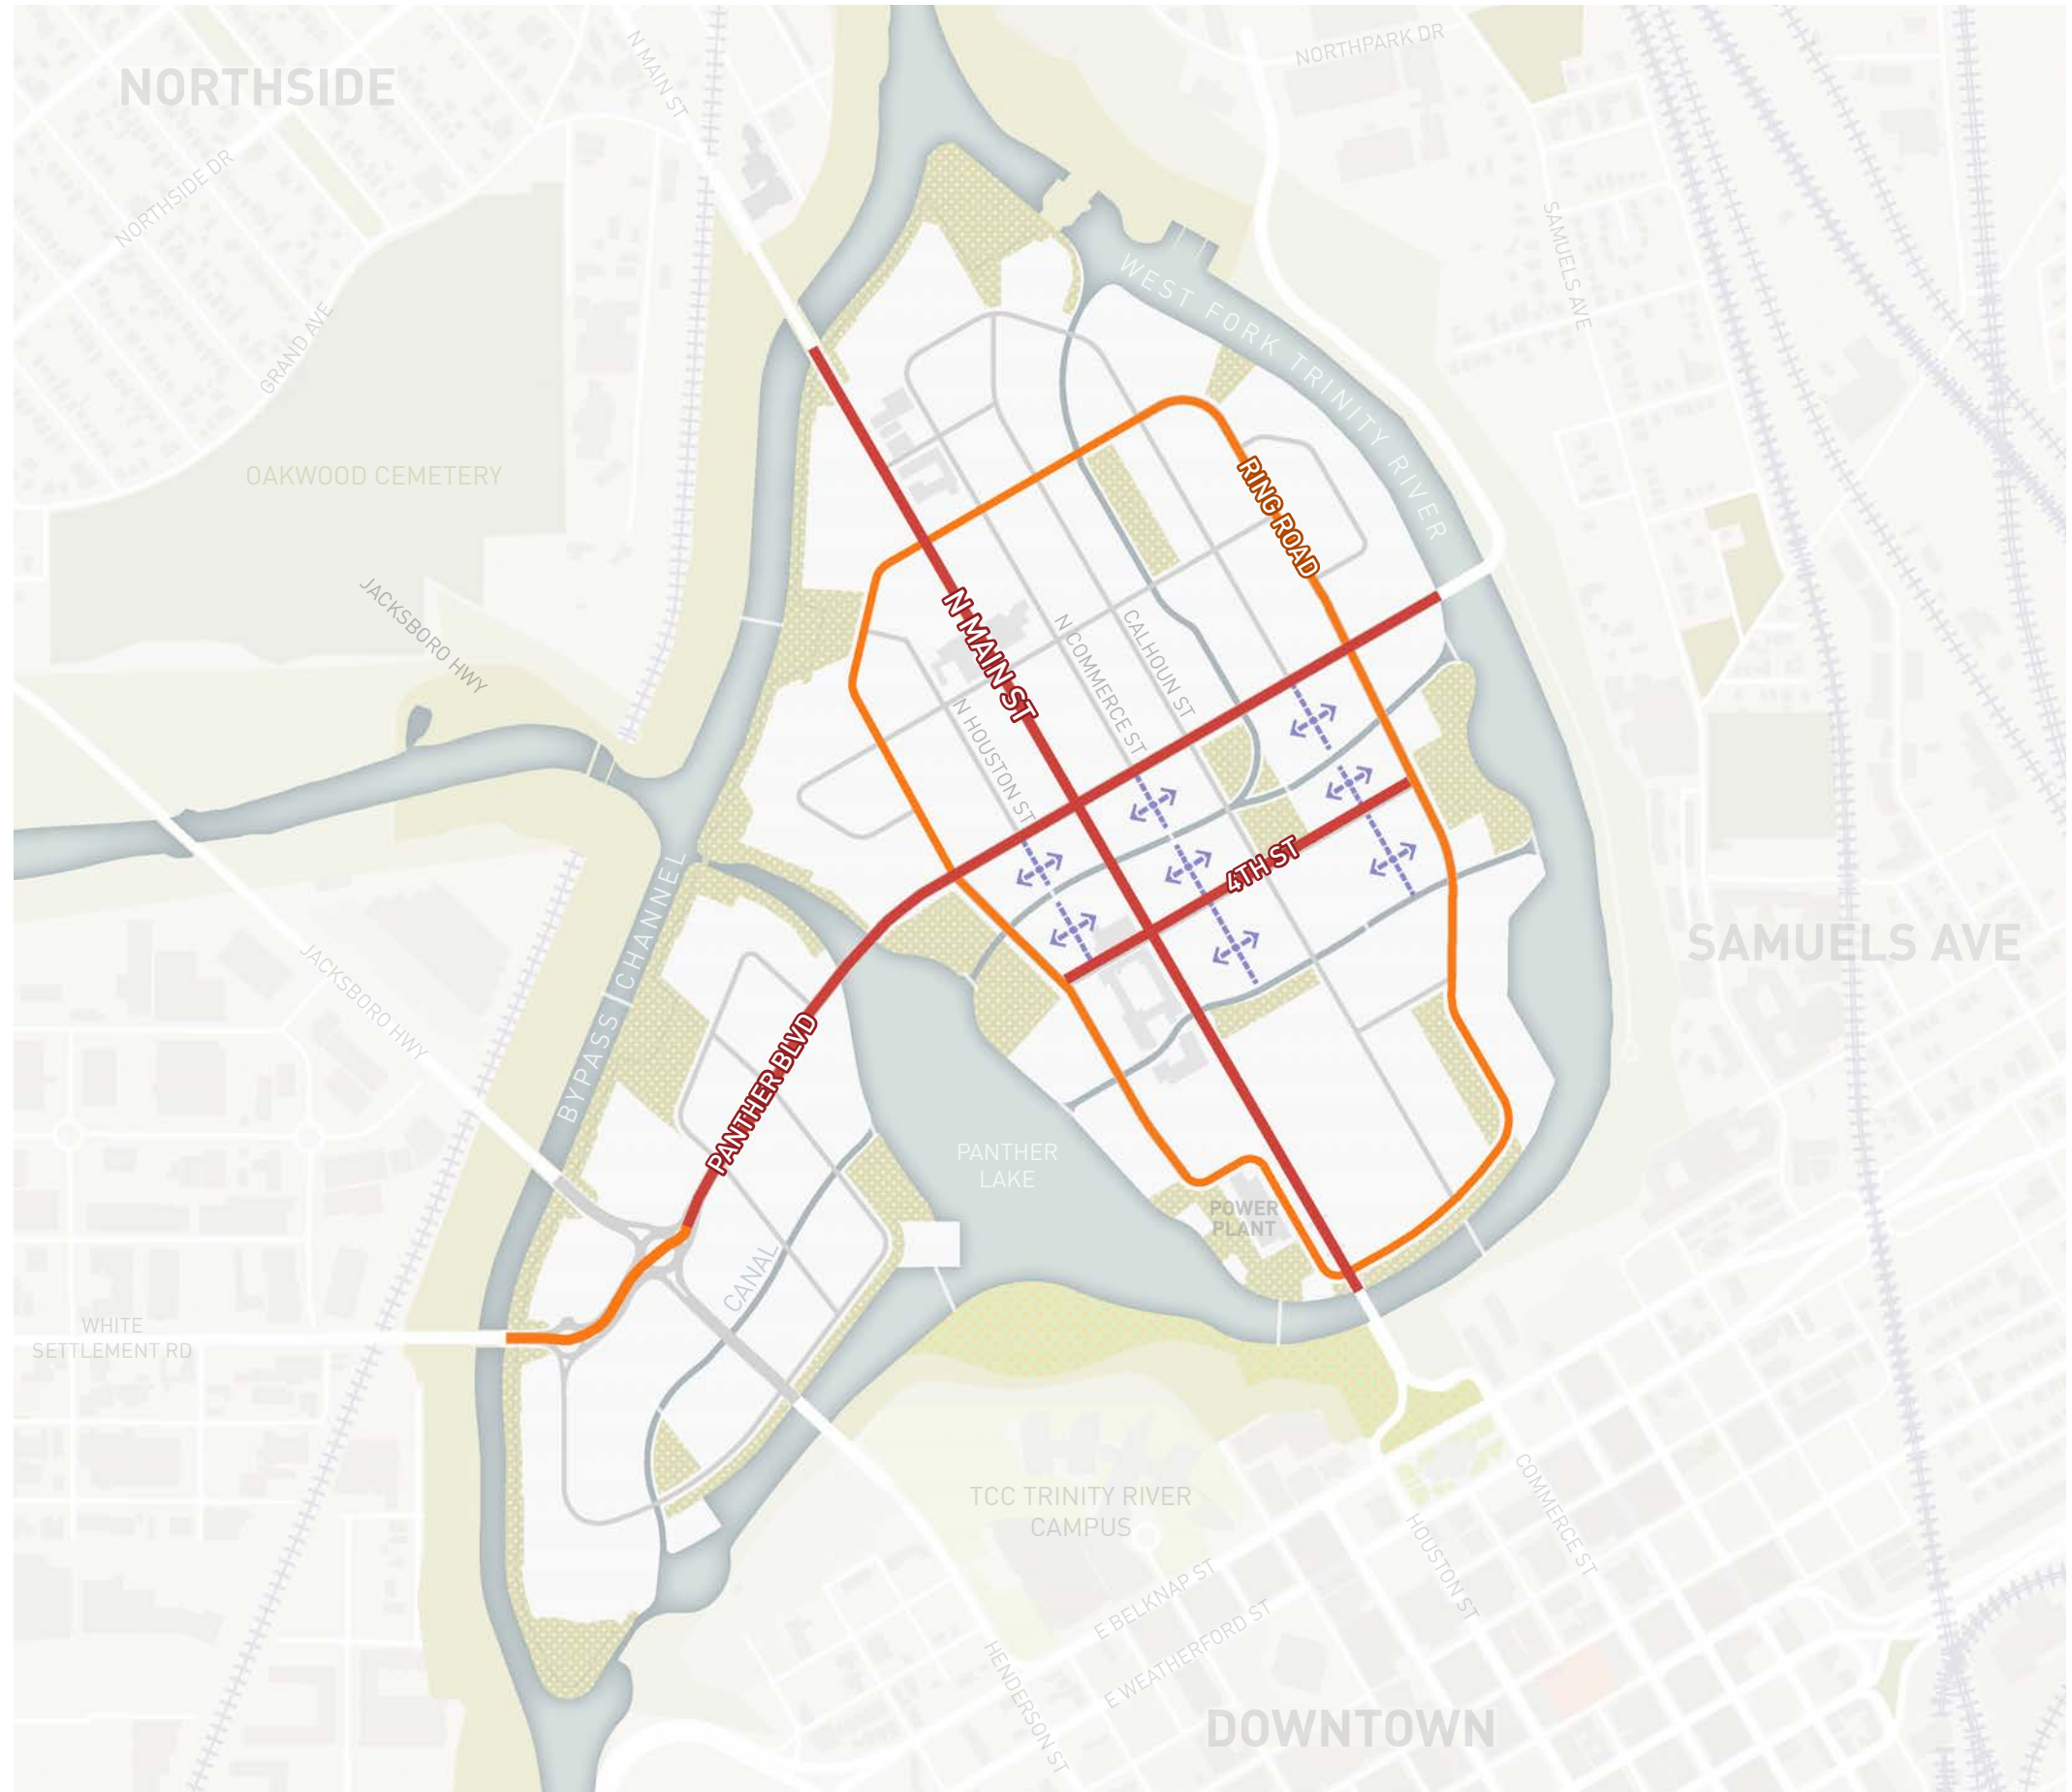 NORTHSIDE
N MAIN ST
NORTHPARK DR
NORTHSIDE DR
SAMUELS AVE
WEST FORK TRINITY RIVER
GRAND AVE
OAKWOOD CEMETERY
RING ROAD
JACKSBORO HWY
N MAIN ST
N COMMERCE ST
CALHOUN ST
N HOUSTON ST
4TH ST
BYPASS CHANNEL
SAMUELS AVE
JACKSBORO HWY
PANTHER BLVD
PANTHER
LAKE
POWER
PLANT
CANAL
WHITE
SETTLEMENT RD
TCC TRINITY RIVER
CAMPUS
COMMERCE ST
HOUSTON ST
E BELKNAP ST
E WEATHERFORD ST
HENDERSON ST
DOWNTOWN